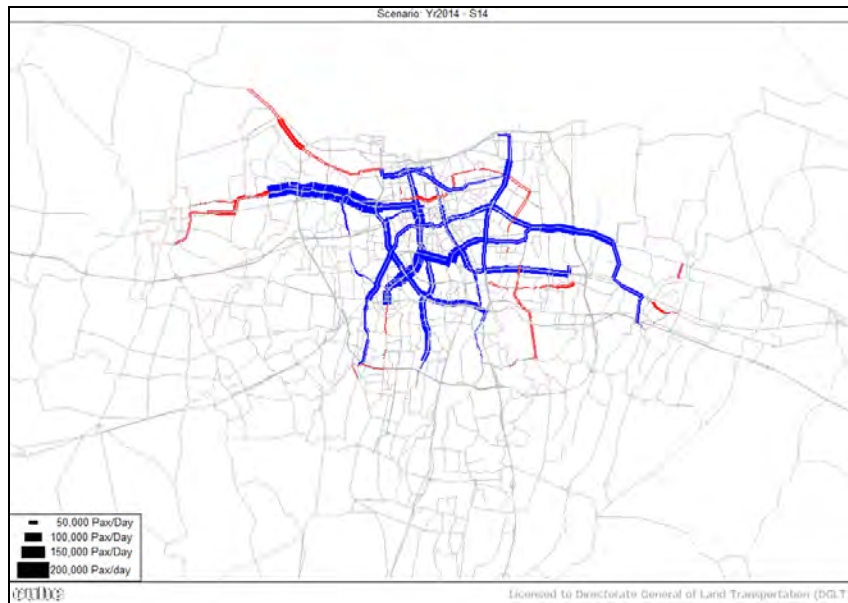 Scenario: Yr2014 - S14
50,000 Pax/Day
100,000 Pax/Day
150,000 Pax/Day
200,000 Pax/day
cube
Licensed to Directorate General of Land Transportation (DGLT